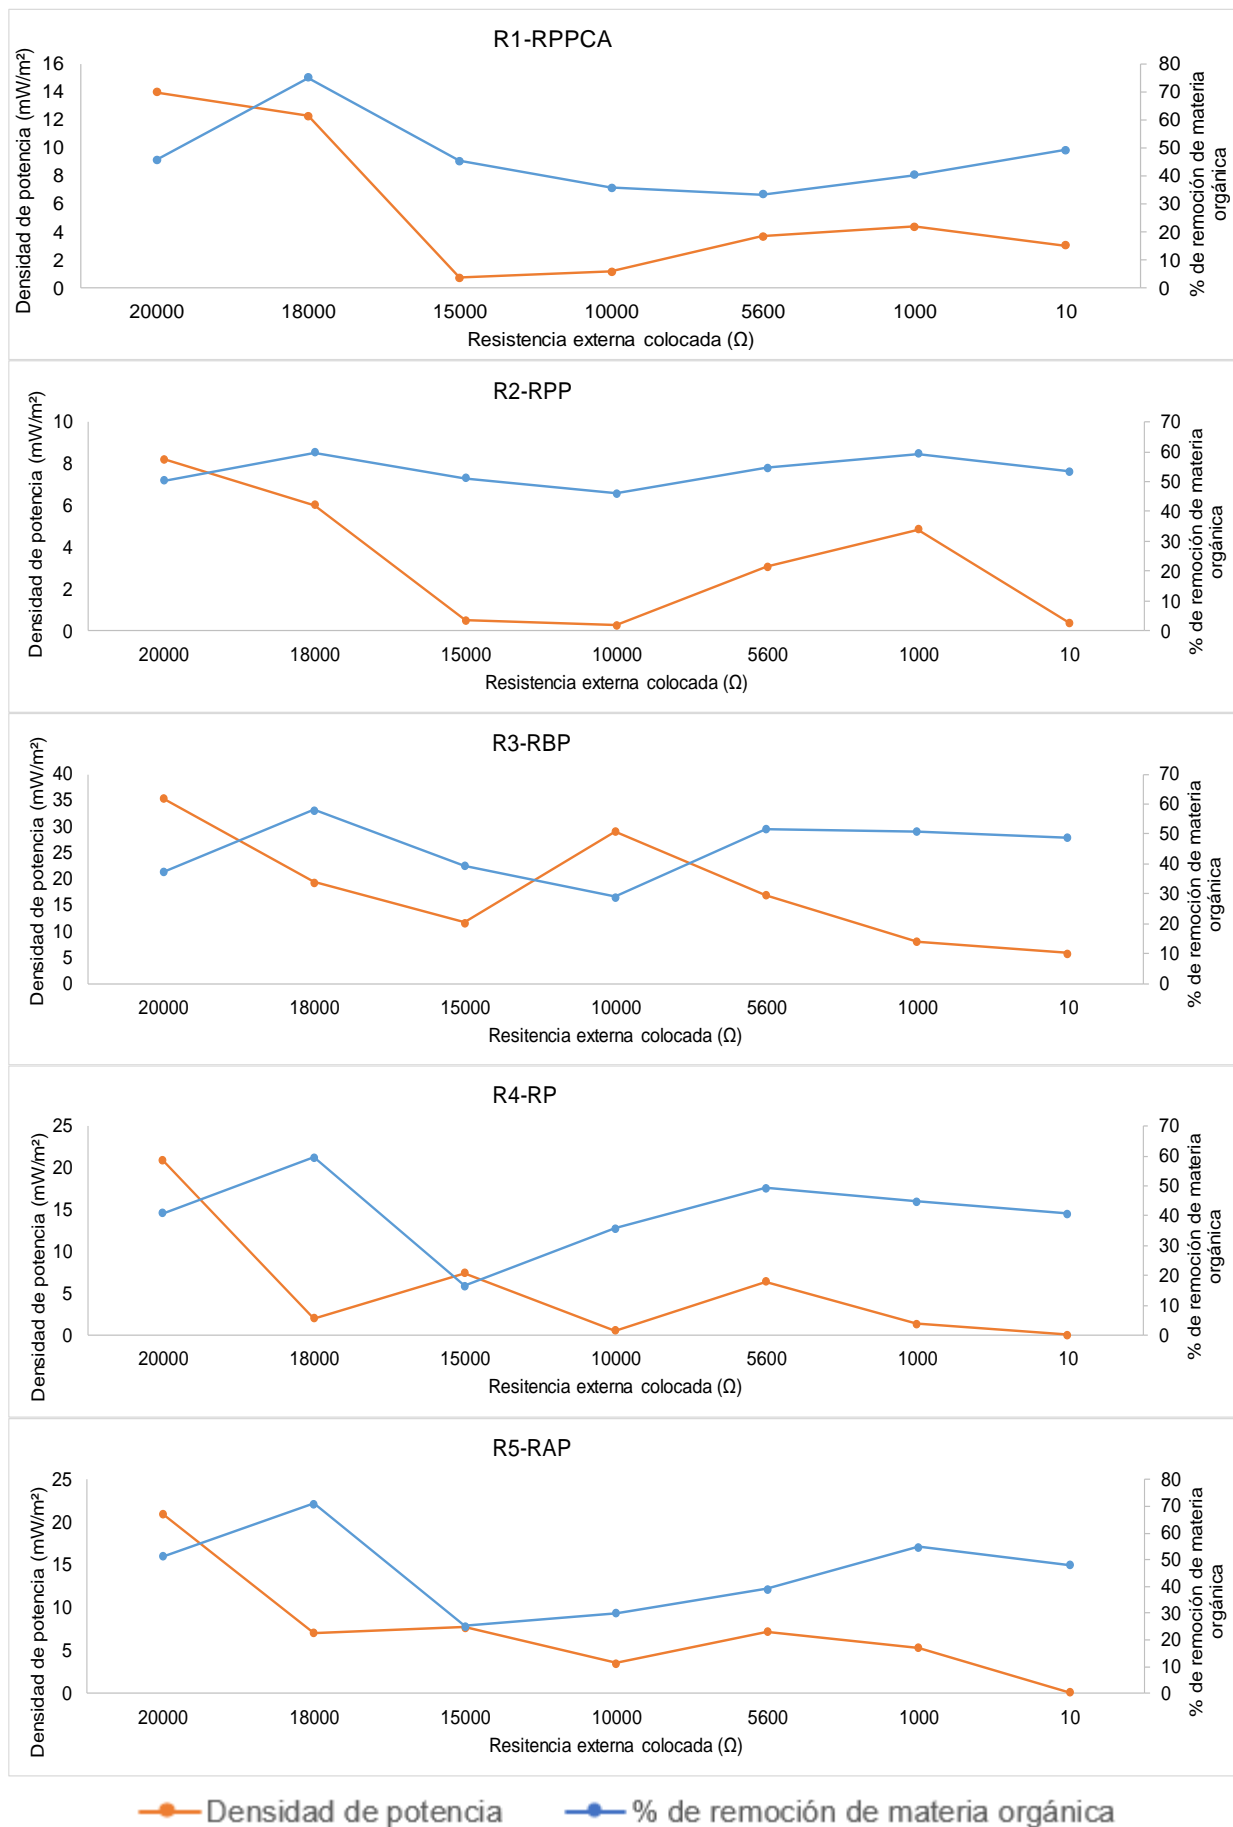 R1-RPPCA
Densidad de potencia (mW/m²)
16
14
12
10
8
6
4
2
0
80
70
60
50
40
30
20
10
0
% de remoción de materia
orgánica
20000 18000 15000 10000 5600 1000 10
Resistencia externa colocada (Ω)
R2-RPP
Densidad de potencia (mW/m²)
10
8
6
4
2
0
70
60
50
40
30
20
10
0
% de remoción de materia
orgánica
20000 18000 15000 10000 5600 1000 10
Resistencia externa colocada (Ω)
R3-RBP
Densidad de potencia (mW/m²)
40
35
30
25
20
15
10
5
0
70
60
50
40
30
20
10
0
% de remoción de materia
orgánica
20000 18000 15000 10000 5600 1000 10
Resitencia externa colocada (Ω)
R4-RP
Densidad de potencia (mW/m²)
25
20
15
10
5
0
70
60
50
40
30
20
10
0
% de remoción de materia
orgánica
20000 18000 15000 10000 5600 1000 10
Resitencia externa colocada (Ω)
R5-RAP
Densidad de potencia (mW/m²)
25
20
15
10
5
0
80
70
60
50
40
30
20
10
0
% de remoción de materia
orgánica
20000 18000 15000 10000 5600 1000 10
Resitencia externa colocada (Ω)
Densidad de potencia % de remoción de materia orgánica